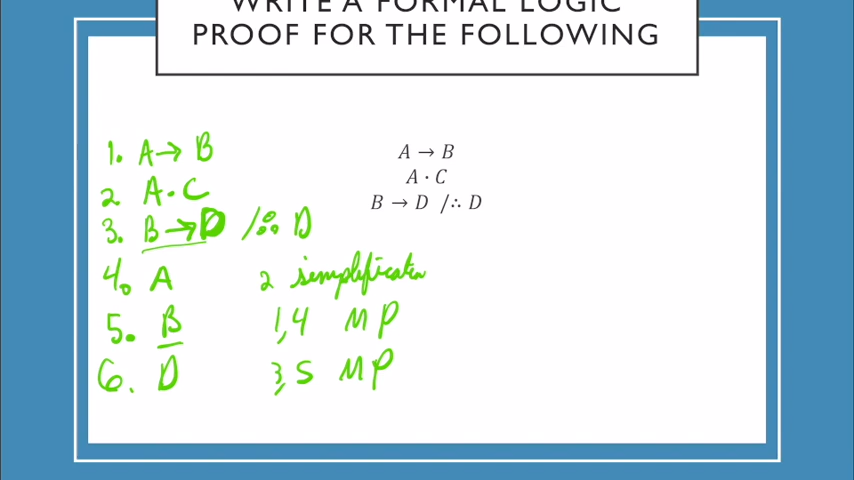 WRITE A FORMAL LOGIC
PROOF FOR THE FOLLOWING
1. A → B
2 A · C
3. B → D /∴ D
4. A 2 simplification
5. B 1,4 MP
6. D 3,5 MP
A → B
A · C
B → D /∴ D